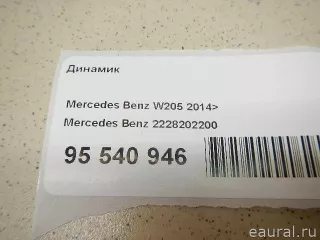 Динамик
Mercedes Benz W205 2014>
Mercedes Benz 2228202200
95 540 946
eaural.ru